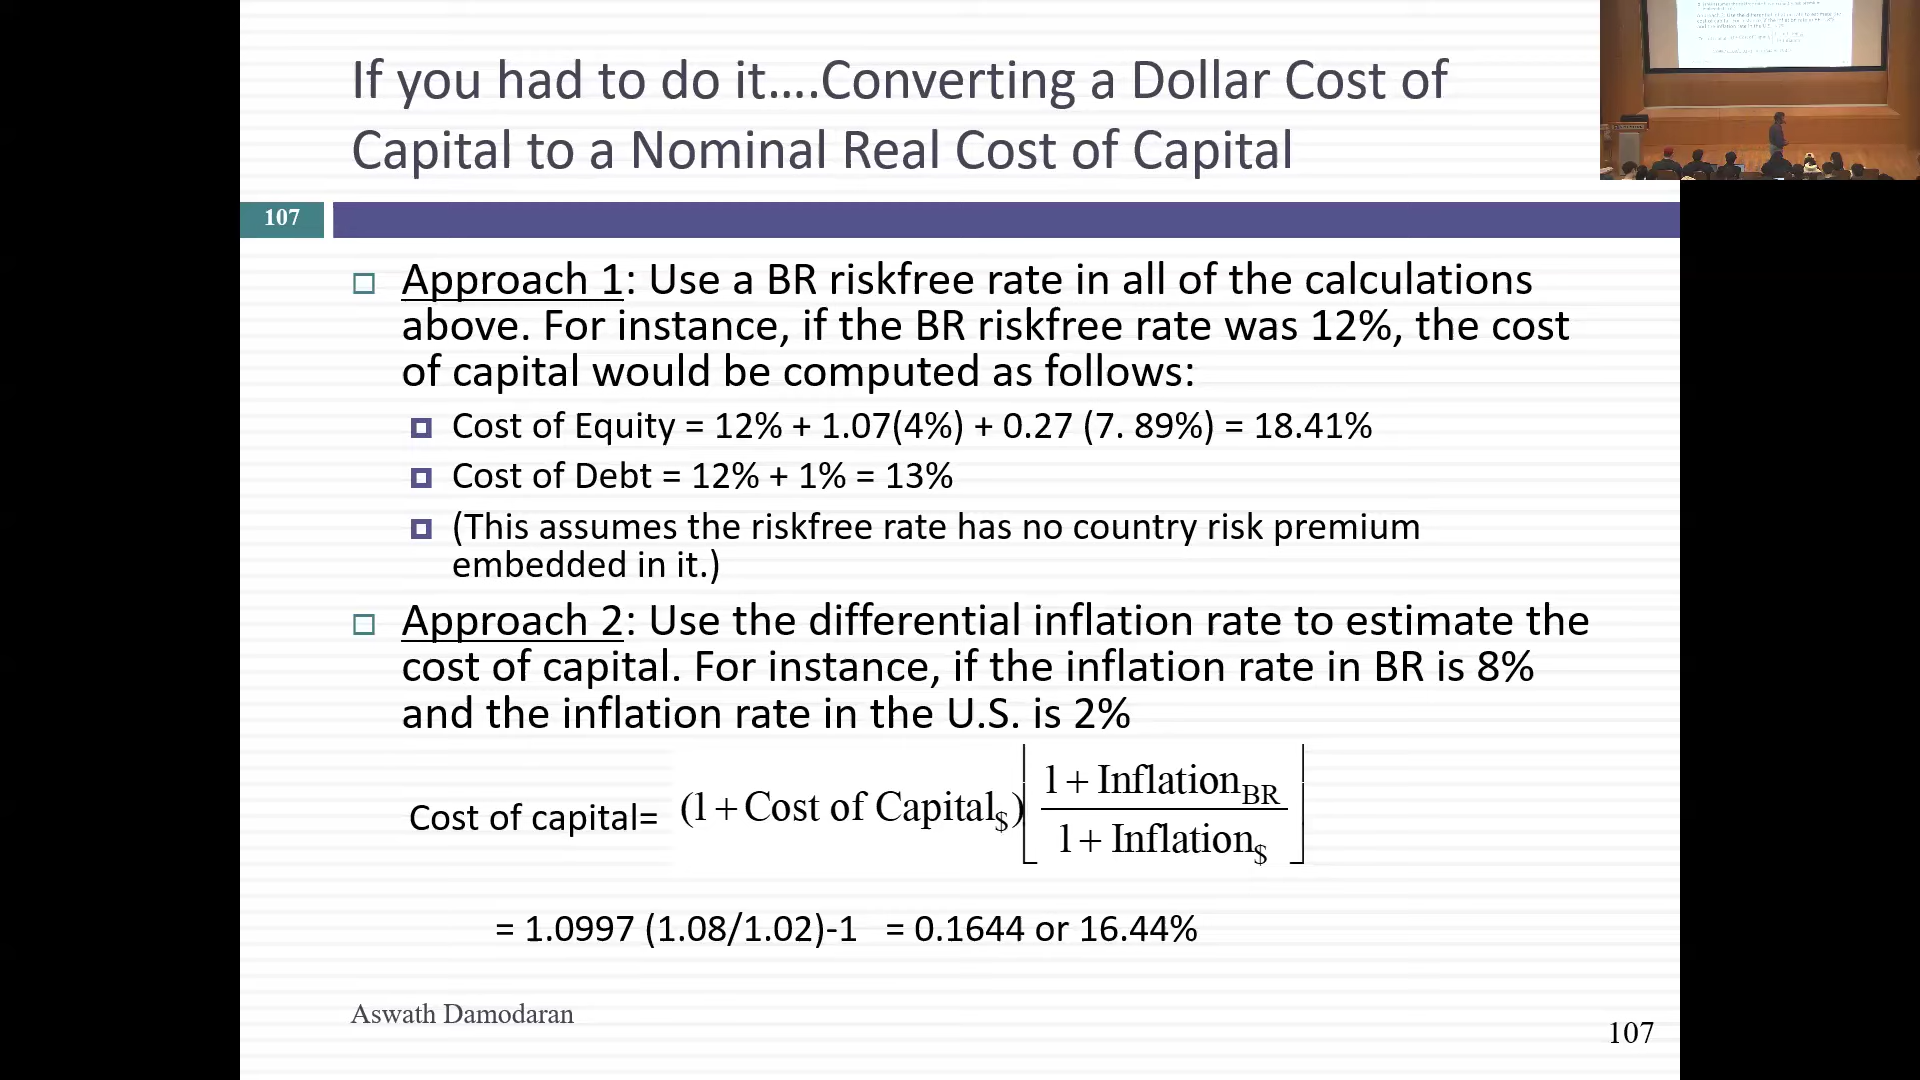 If you had to do it….Converting a Dollar Cost of
Capital to a Nominal Real Cost of Capital
107
Approach 1: Use a BR riskfree rate in all of the calculations
above. For instance, if the BR riskfree rate was 12%, the cost
of capital would be computed as follows:
Cost of Equity = 12% + 1.07(4%) + 0.27 (7. 89%) = 18.41%
Cost of Debt = 12% + 1% = 13%
(This assumes the riskfree rate has no country risk premium
embedded in it.)
Approach 2: Use the differential inflation rate to estimate the
cost of capital. For instance, if the inflation rate in BR is 8%
and the inflation rate in the U.S. is 2%
Cost of capital= (1 + Cost of Capital$) [1 + InflationBR / 1 + Inflation$]
= 1.0997 (1.08/1.02)-1 = 0.1644 or 16.44%
Aswath Damodaran
107